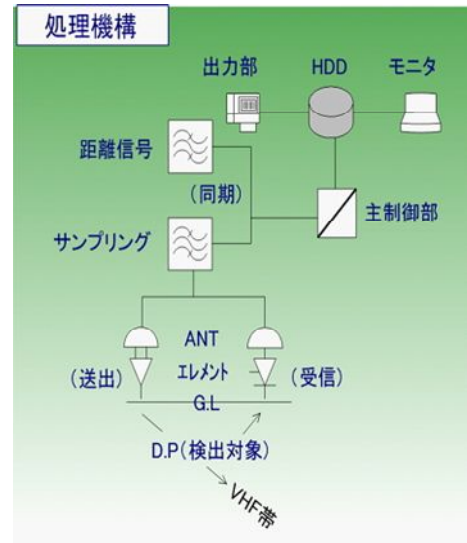 処理機構
出力部 HDD モニタ
距離信号
(同期)
主制御部
サンプリング
ANT
エレメント
(送出) (受信)
G.L
D.P(検出対象)
VHF帯